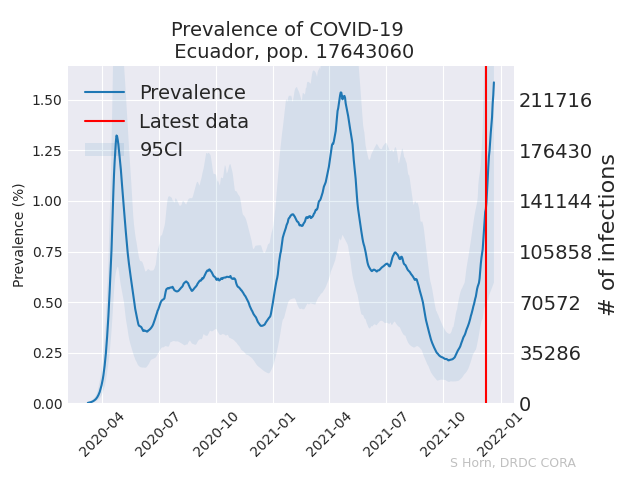 Prevalence of COVID-19
Ecuador, pop. 17643060
Prevalence
Latest data
95CI
Prevalence (%)
1.50
1.25
1.00
0.75
0.50
0.25
0.00
211716
176430
141144
105858
70572
35286
0
# of infections
2020-04
2020-07
2020-10
2021-01
2021-04
2021-07
2021-10
2022-01
S Horn, DRDC CORA